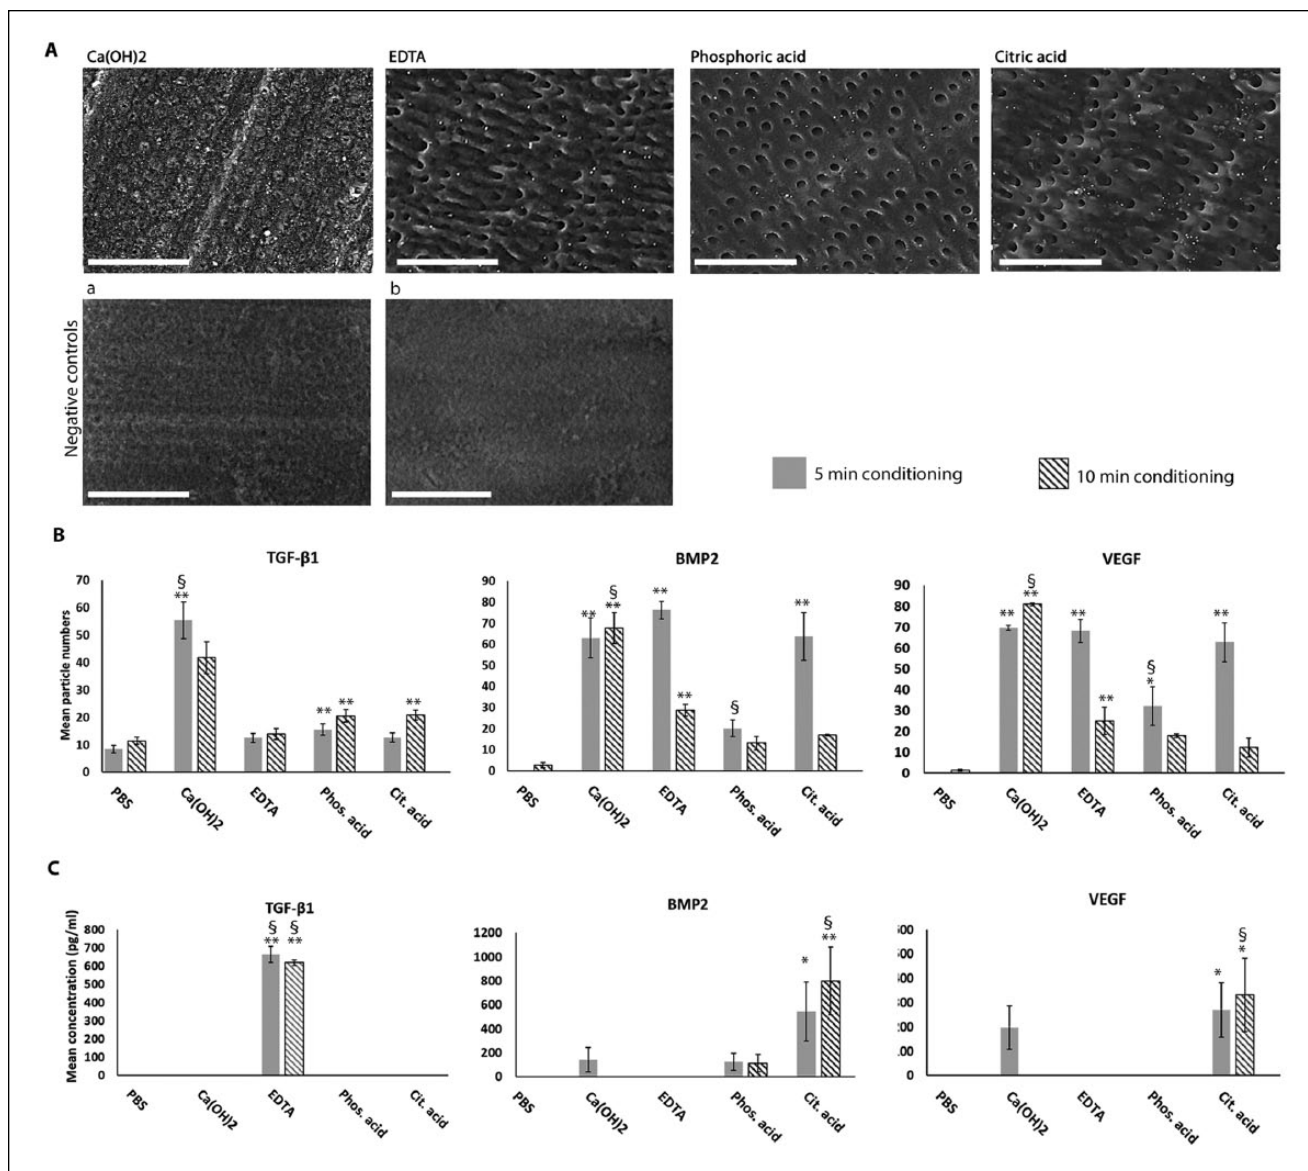 A
Ca(OH)2
EDTA
Phosphoric acid
Citric acid
a
b
Negative controls
5 min conditioning
10 min conditioning
B
TGF-β1
Mean particle numbers
70
60
50
40
30
20
10
0
§
**
**
**
**
PBS
Ca(OH)2
EDTA
Phos. acid
Cit. acid
BMP2
90
80
70
60
50
40
30
20
10
0
**
§
**
**
**
§
**
PBS
Ca(OH)2
EDTA
Phos. acid
Cit. acid
VEGF
90
80
70
60
50
40
30
20
10
0
**
§
**
**
**
§
*
**
PBS
Ca(OH)2
EDTA
Phos. acid
Cit. acid
C
TGF-β1
Mean concentration (pg/ml)
800
700
600
500
400
300
200
100
0
§
**
§
**
PBS
Ca(OH)2
EDTA
Phos. acid
Cit. acid
BMP2
1200
1000
800
600
400
200
0
*
§
**
PBS
Ca(OH)2
EDTA
Phos. acid
Cit. acid
VEGF
0
*
§
*
PBS
Ca(OH)2
EDTA
Phos. acid
Cit. acid